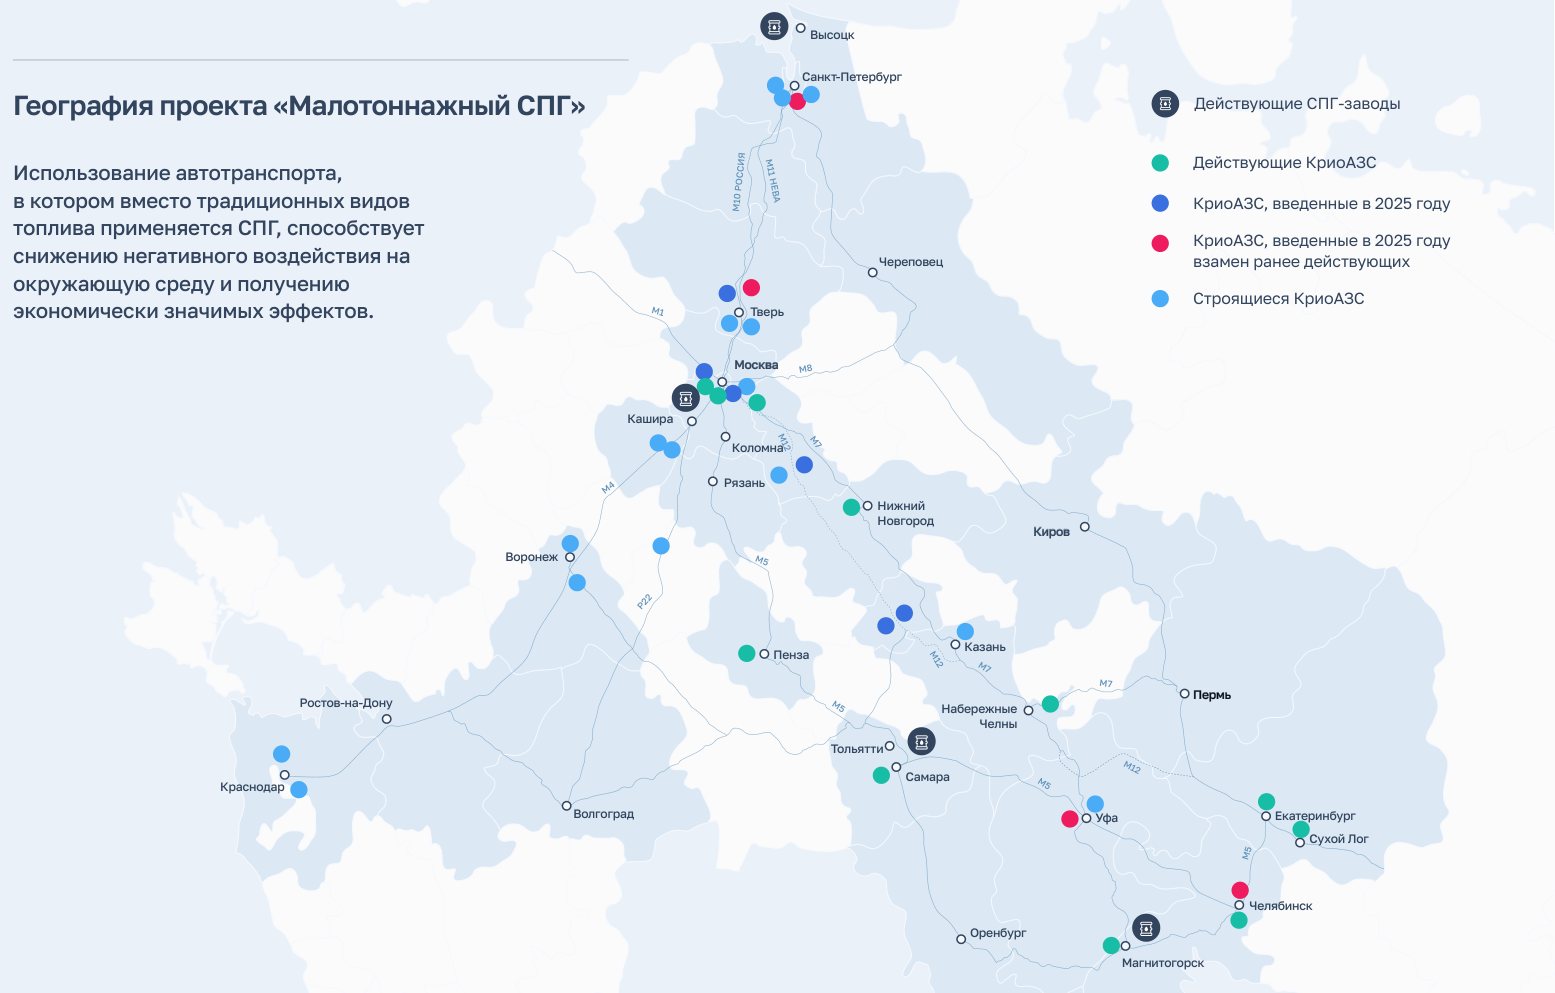 География проекта «Малотоннажный СПГ»
Использование автотранспорта,
в котором вместо традиционных видов
топлива применяется СПГ, способствует
снижению негативного воздействия на
окружающую среду и получению
экономически значимых эффектов.
Действующие СПГ-заводы
Действующие КриоАЗС
КриоАЗС, введенные в 2025 году
КриоАЗС, введенные в 2025 году
взамен ранее действующих
Строящиеся КриоАЗС
Высоцк
Санкт-Петербург
М10 РОССИЯ
М11 НЕВА
Череповец
М1
Тверь
Москва
М8
Кашира
Коломна
М12
М7
Рязань
М4
Нижний
Новгород
Киров
Воронеж
М5
Р22
Казань
Пенза
М12
М7
М7
Пермь
Ростов-на-Дону
М5
Набережные
Челны
Тольятти
Самара
М12
М5
Краснодар
Волгоград
Уфа
Екатеринбург
Сухой Лог
М5
Челябинск
Оренбург
Магнитогорск